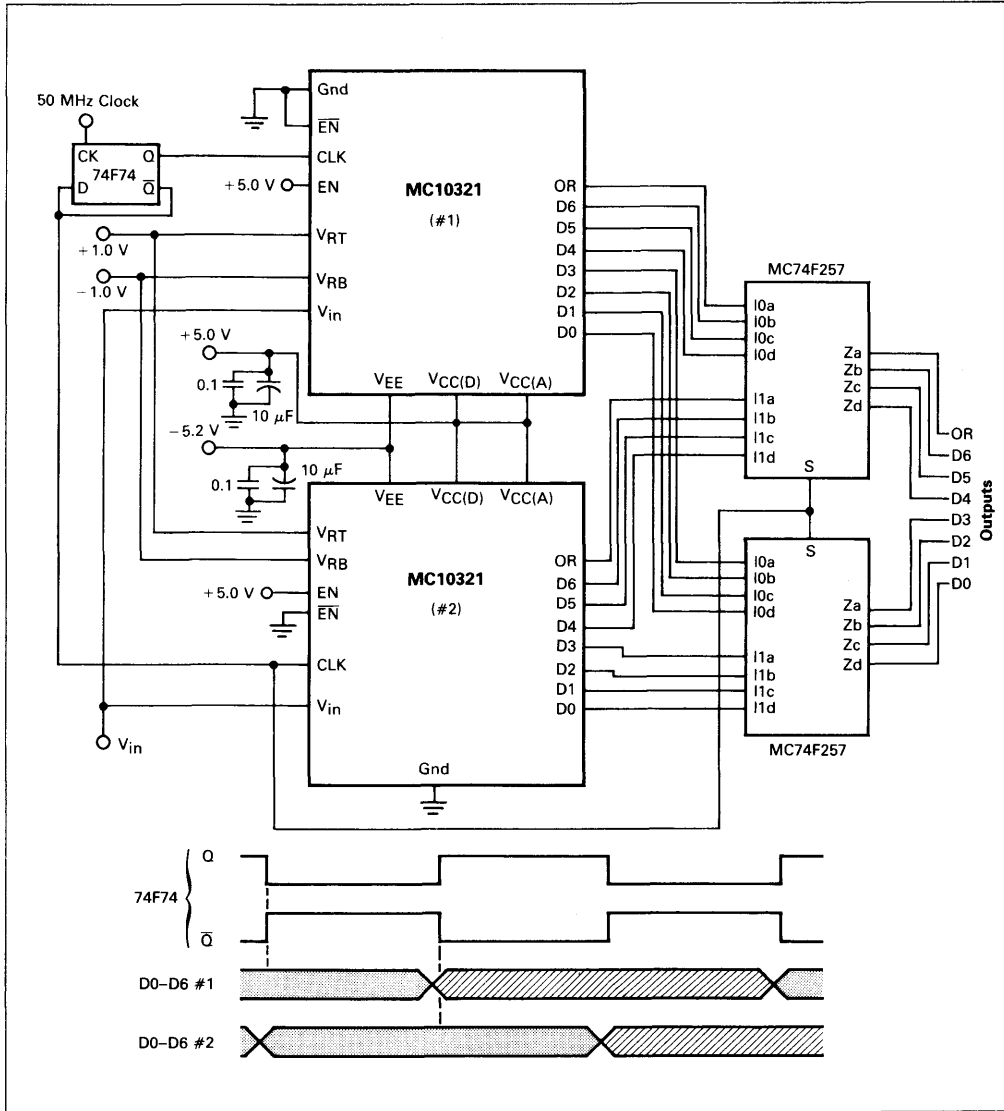 50 MHz Clock
CK Q
74F74
D Q̅
+1.0 V
−1.0 V
+5.0 V
Gnd
E̅N̅
CLK
EN
VRT
VRB
Vin
MC10321
(#1)
OR
D6
D5
D4
D3
D2
D1
D0
VEE VCC(D) VCC(A)
+5.0 V
0.1
10 μF
−5.2 V
0.1
10 μF
VEE VCC(D) VCC(A)
VRT
VRB
+5.0 V
EN
E̅N̅
CLK
Vin
MC10321
(#2)
OR
D6
D5
D4
D3
D2
D1
D0
Gnd
Vin
MC74F257
I0a
I0b
I0c
I0d
I1a
I1b
I1c
I1d
Za
Zb
Zc
Zd
S
S
I0a
I0b
I0c
I0d
I1a
I1b
I1c
I1d
Za
Zb
Zc
Zd
MC74F257
OR
D6
D5
D4
D3
D2
D1
D0
Outputs
74F74
Q
Q̅
D0–D6 #1
D0–D6 #2